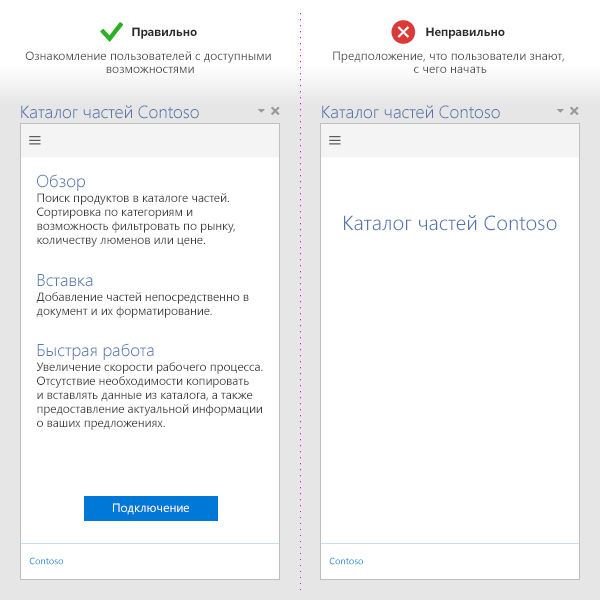 Правильно
Ознакомление пользователей с доступными
возможностями
Каталог частей Contoso
Обзор
Поиск продуктов в каталоге частей.
Сортировка по категориям и
возможность фильтровать по рынку,
количеству люменов или цене.
Вставка
Добавление частей непосредственно в
документ и их форматирование.
Быстрая работа
Увеличение скорости рабочего процесса.
Отсутствие необходимости копировать
и вставлять данные из каталога, а также
предоставление актуальной информации
о ваших предложениях.
Подключение
Contoso
Неправильно
Предположение, что пользователи знают,
с чего начать
Каталог частей Contoso
Каталог частей Contoso
Contoso